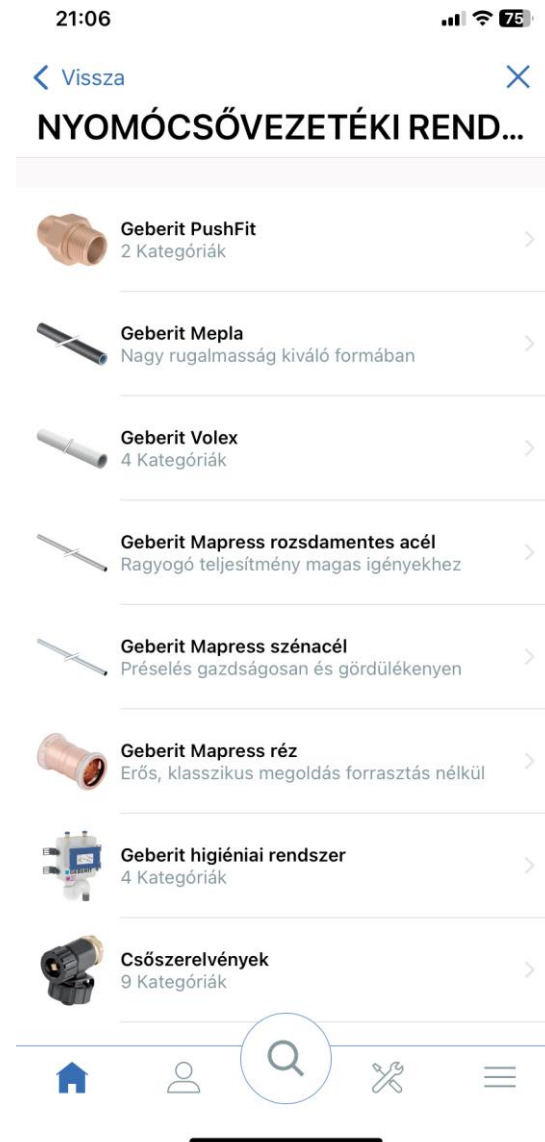 21:06
75
Vissza
NYOMÓCSŐVEZETÉKI REND...
Geberit PushFit
2 Kategóriák
Geberit Mepla
Nagy rugalmasság kiváló formában
Geberit Volex
4 Kategóriák
Geberit Mapress rozsdamentes acél
Ragyogó teljesítmény magas igényekhez
Geberit Mapress szénacél
Préselés gazdságosan és gördülékenyen
Geberit Mapress réz
Erős, klasszikus megoldás forrasztás nélkül
Geberit higiéniai rendszer
4 Kategóriák
Csőszerelvények
9 Kategóriák